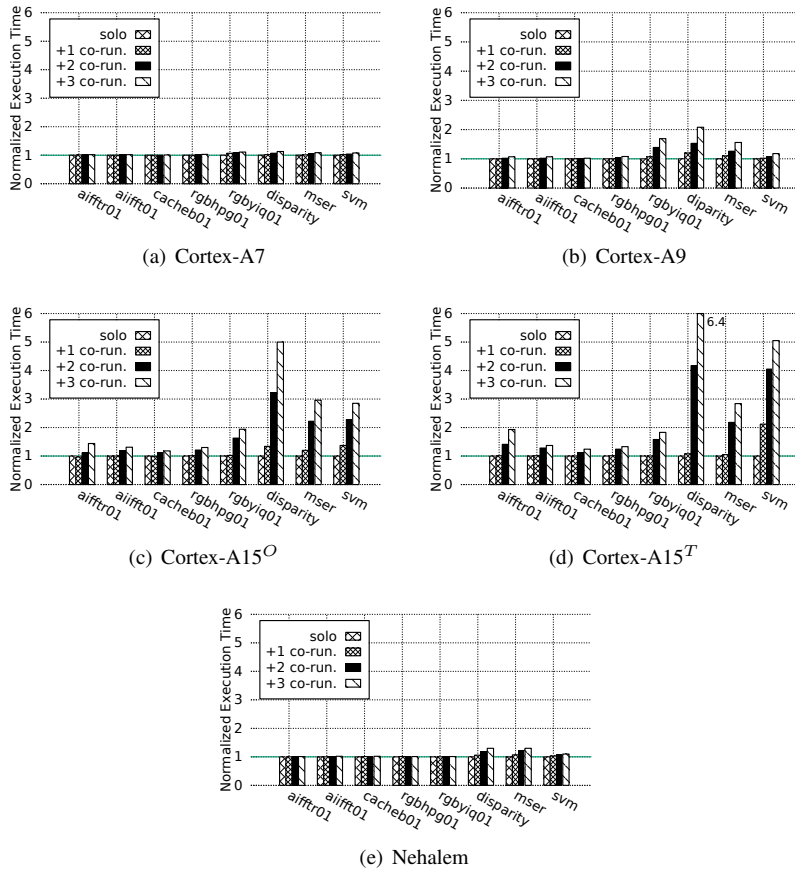 6
5
4
3
2
1
0
Normalized Execution Time
solo
+1 co-run.
+2 co-run.
+3 co-run.
aifftr01
aiifft01
cacheb01
rgbhpg01
rgbyiq01
disparity
mser
svm
(a) Cortex-A7
6
5
4
3
2
1
0
Normalized Execution Time
solo
+1 co-run.
+2 co-run.
+3 co-run.
aifftr01
aiifft01
cacheb01
rgbhpg01
rgbyiq01
diparity
mser
svm
(b) Cortex-A9
6
5
4
3
2
1
0
Normalized Execution Time
solo
+1 co-run.
+2 co-run.
+3 co-run.
aifftr01
aiifft01
cacheb01
rgbhpg01
rgbyiq01
disparity
mser
svm
(c) Cortex-A15^O
6
5
4
3
2
1
0
Normalized Execution Time
solo
+1 co-run.
+2 co-run.
+3 co-run.
6.4
aifftr01
aiifft01
cacheb01
rgbhpg01
rgbyiq01
disparity
mser
svm
(d) Cortex-A15^T
6
5
4
3
2
1
0
Normalized Execution Time
solo
+1 co-run.
+2 co-run.
+3 co-run.
aifftr01
aiifft01
cacheb01
rgbhpg01
rgbyiq01
disparity
mser
svm
(e) Nehalem